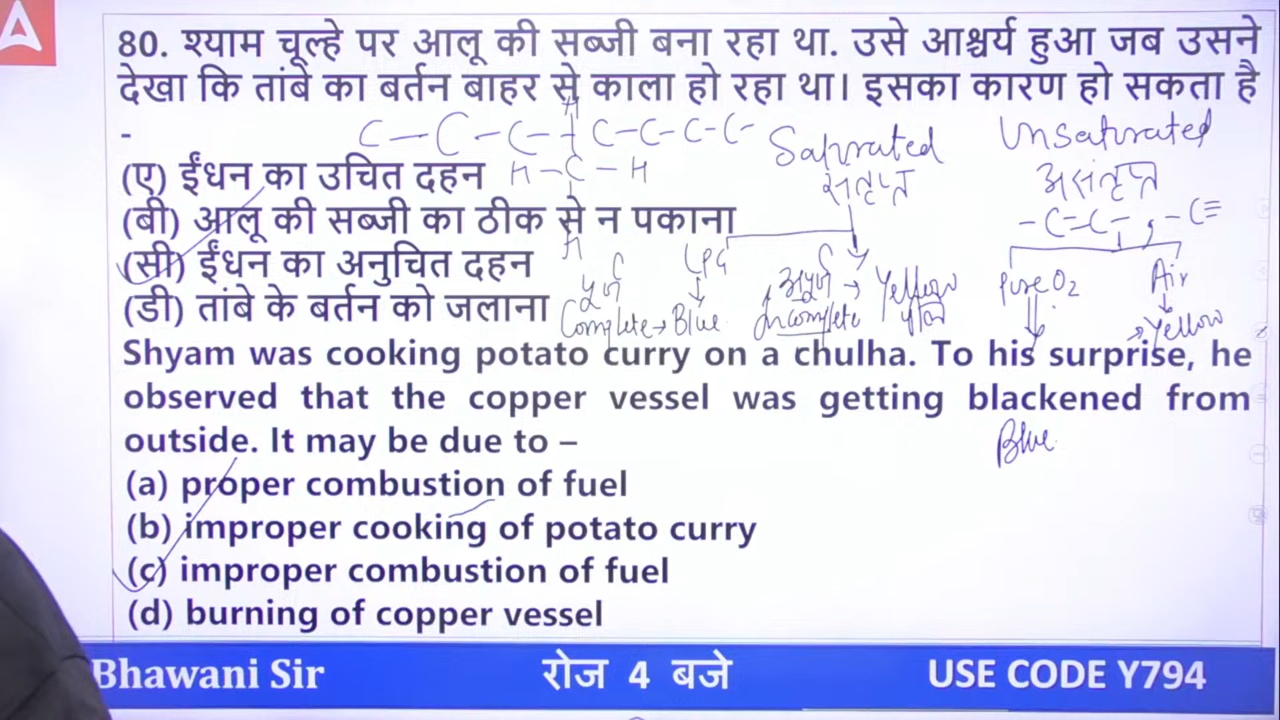 80. श्याम चूल्हे पर आलू की सब्जी बना रहा था. उसे आश्चर्य हुआ जब उसने
देखा कि तांबे का बर्तन बाहर से काला हो रहा था। इसका कारण हो सकता है
-
C – C – C – C – C – C – C –
H – C – H
H
Saturated
संतृप्त
Unsaturated
असंतृप्त
– C = C – , – C ≡
(ए) ईंधन का उचित दहन
(बी) आलू की सब्जी का ठीक से न पकाना
(सी) ईंधन का अनुचित दहन
(डी) तांबे के बर्तन को जलाना
पूर्ण
Complete → Blue
LPG
अपूर्ण → Yellow
Incomplete
पीला
Pure O2
Air
→ Yellow
Shyam was cooking potato curry on a chulha. To his surprise, he
observed that the copper vessel was getting blackened from
outside. It may be due to –
Blue
(a) proper combustion of fuel
(b) improper cooking of potato curry
(c) improper combustion of fuel
(d) burning of copper vessel
Bhawani Sir रोज 4 बजे USE CODE Y794